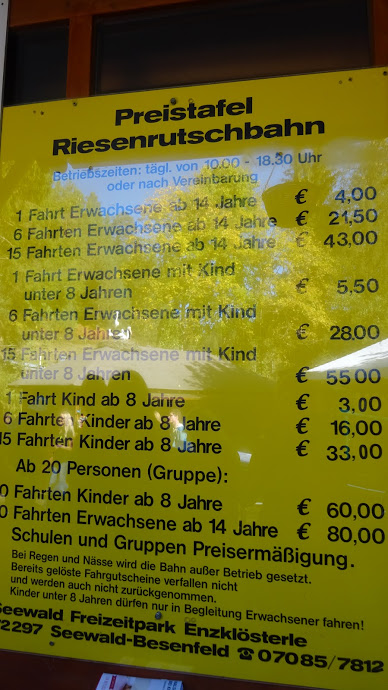 Preistafel
Riesenrutschbahn
Betriebszeiten: tägl. von 10.00 - 18.30 Uhr
oder nach Vereinbarung
1 Fahrt Erwachsene ab 14 Jahre € 4,00
6 Fahrten Erwachsene ab 14 Jahre € 21,50
15 Fahrten Erwachsene ab 14 Jahre € 43,00
1 Fahrt Erwachsene mit Kind
unter 8 Jahren € 5,50
6 Fahrten Erwachsene mit Kind
unter 8 Jahren € 28,00
15 Fahrten Erwachsene mit Kind
unter 8 Jahren € 55 00
1 Fahrt Kind ab 8 Jahre € 3,00
6 Fahrten Kinder ab 8 Jahre € 16,00
15 Fahrten Kinder ab 8 Jahre € 33,00
Ab 20 Personen (Gruppe):
0 Fahrten Kinder ab 8 Jahre € 60,00
0 Fahrten Erwachsene ab 14 Jahre € 80,00
Schulen und Gruppen Preisermäßigung.
Bei Regen und Nässe wird die Bahn außer Betrieb gesetzt.
Bereits gelöste Fahrgutscheine verfallen nicht
und werden auch nicht zurückgenommen.
Kinder unter 8 Jahren dürfen nur in Begleitung Erwachsener fahren!
Seewald Freizeitpark Enzklösterle
72297 Seewald-Besenfeld ☎ 07085/7812